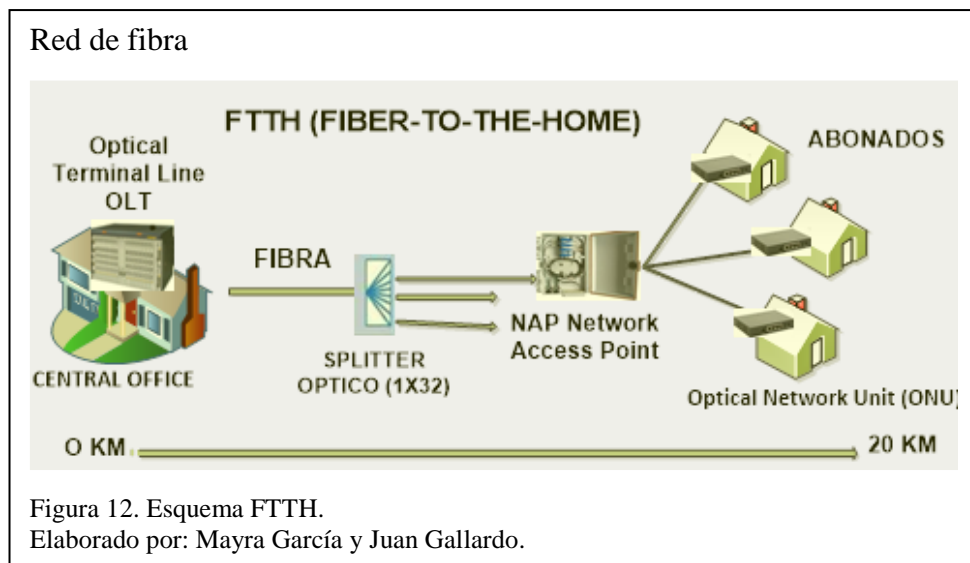 Red de fibra
FTTH (FIBER-TO-THE-HOME)
Optical
Terminal Line
OLT
CENTRAL OFFICE
FIBRA
SPLITTER
OPTICO (1X32)
NAP Network
Access Point
ABONADOS
Optical Network Unit (ONU)
O KM
20 KM
Figura 12. Esquema FTTH.
Elaborado por: Mayra García y Juan Gallardo.